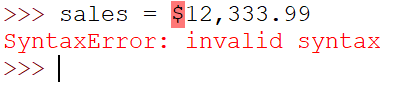 >>> sales = $12,333.99
SyntaxError: invalid syntax
>>>